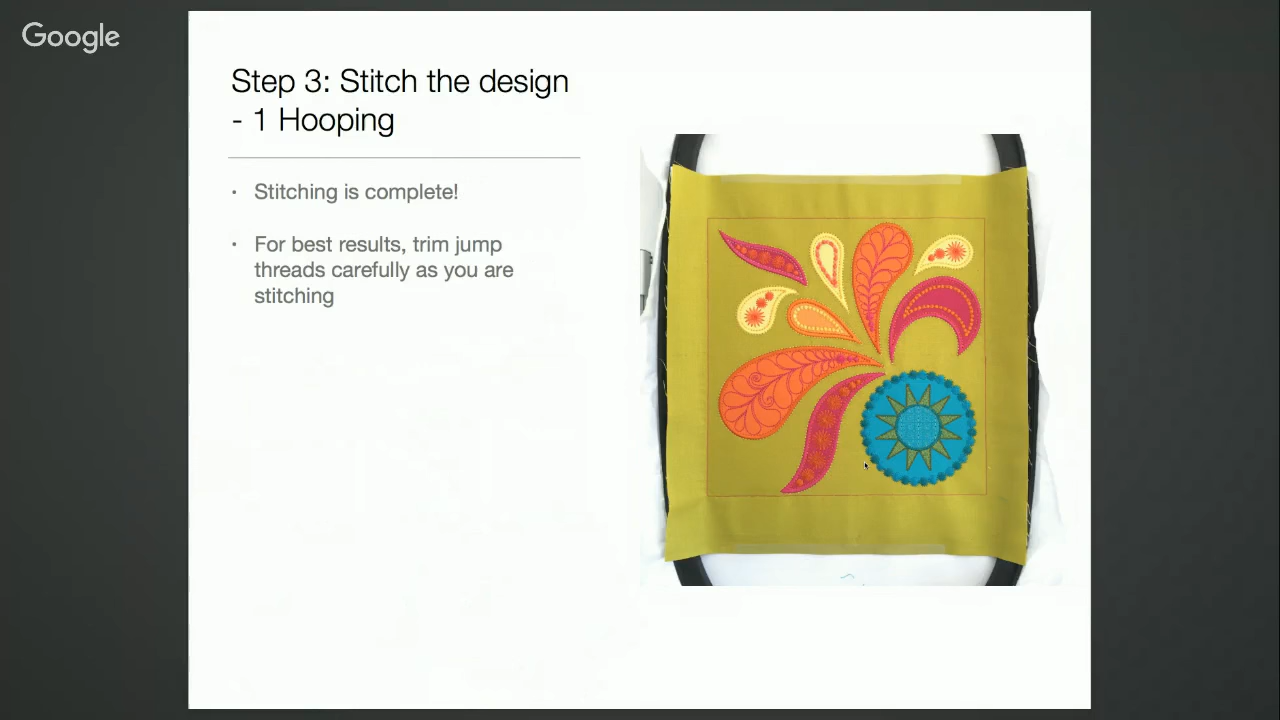 Google
Step 3: Stitch the design
- 1 Hooping
• Stitching is complete!
• For best results, trim jump
threads carefully as you are
stitching